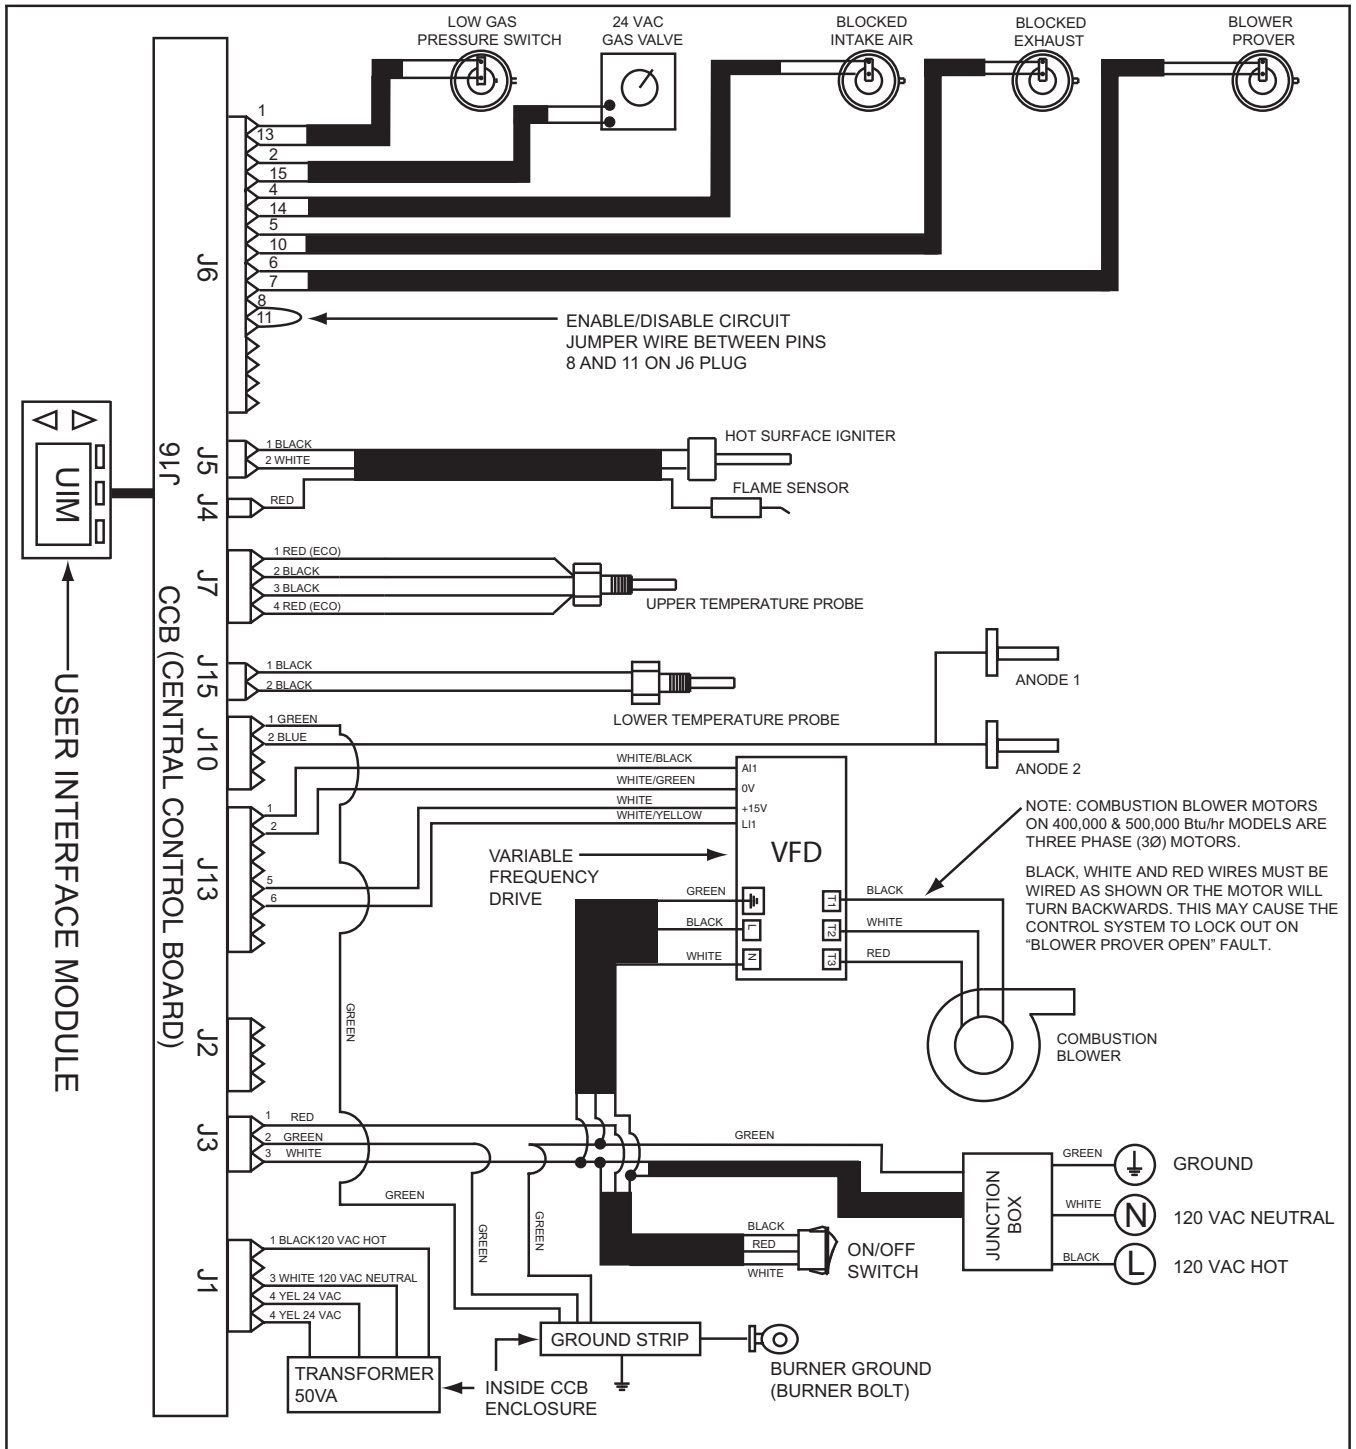 LOW GAS
PRESSURE SWITCH
24 VAC
GAS VALVE
BLOCKED
INTAKE AIR
BLOCKED
EXHAUST
BLOWER
PROVER
1
13
2
15
4
14
5
10
6
7
8
11
J6
ENABLE/DISABLE CIRCUIT
JUMPER WIRE BETWEEN PINS
8 AND 11 ON J6 PLUG
UIM
USER INTERFACE MODULE
J16
CCB (CENTRAL CONTROL BOARD)
J5
1 BLACK
2 WHITE
HOT SURFACE IGNITER
J4
RED
FLAME SENSOR
J7
1 RED (ECO)
2 BLACK
3 BLACK
4 RED (ECO)
UPPER TEMPERATURE PROBE
J15
1 BLACK
2 BLACK
LOWER TEMPERATURE PROBE
ANODE 1
ANODE 2
J10
1 GREEN
2 BLUE
J13
1
2
5
6
WHITE/BLACK
WHITE/GREEN
WHITE
WHITE/YELLOW
AI1
0V
+15V
LI1
VFD
VARIABLE
FREQUENCY
DRIVE
GREEN
BLACK
WHITE
L
N
T1
T2
T3
BLACK
WHITE
RED
NOTE: COMBUSTION BLOWER MOTORS
ON 400,000 & 500,000 Btu/hr MODELS ARE
THREE PHASE (3Ø) MOTORS.
BLACK, WHITE AND RED WIRES MUST BE
WIRED AS SHOWN OR THE MOTOR WILL
TURN BACKWARDS. THIS MAY CAUSE THE
CONTROL SYSTEM TO LOCK OUT ON
“BLOWER PROVER OPEN” FAULT.
COMBUSTION
BLOWER
GREEN
J2
J3
1 RED
2 GREEN
3 WHITE
GREEN
GREEN
GREEN
GREEN
JUNCTION
BOX
GREEN
WHITE
BLACK
GROUND
N
120 VAC NEUTRAL
L
120 VAC HOT
BLACK
RED
WHITE
ON/OFF
SWITCH
J1
1 BLACK120 VAC HOT
3 WHITE 120 VAC NEUTRAL
4 YEL 24 VAC
4 YEL 24 VAC
TRANSFORMER
50VA
INSIDE CCB
ENCLOSURE
GROUND STRIP
BURNER GROUND
(BURNER BOLT)